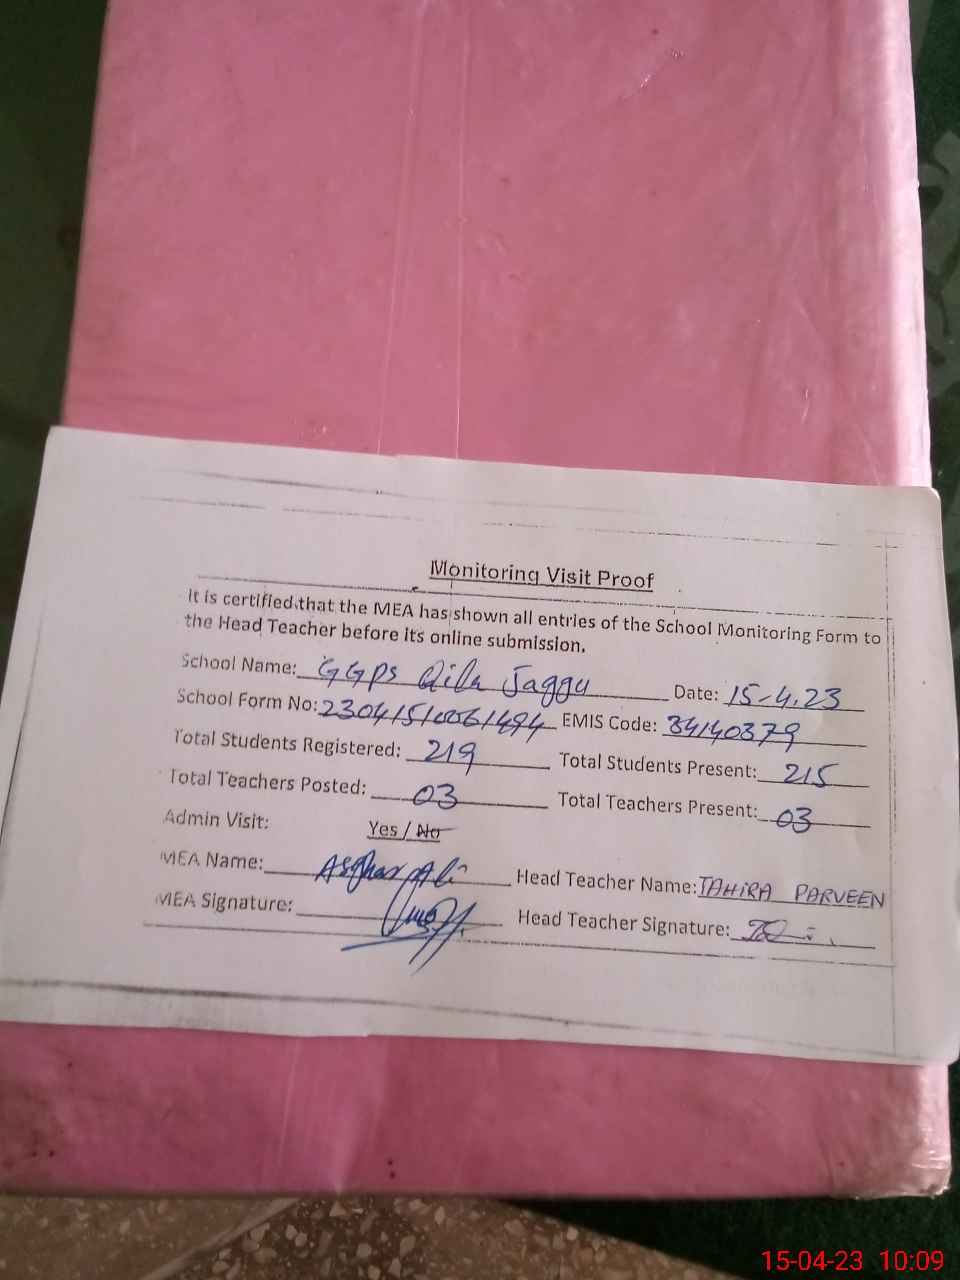 Monitoring Visit Proof
It is certified that the MEA has shown all entries of the School Monitoring Form to
the Head Teacher before its online submission.
School Name: GGPS Qila Jaggu Date: 15-4.23
School Form No: EMIS Code: 34140379
Total Students Registered: 219 Total Students Present: 215
Total Teachers Posted: 03 Total Teachers Present: 03
Admin Visit: Yes / No
MEA Name: Asghar Ali Head Teacher Name: TAHIRA PARVEEN
MEA Signature: Head Teacher Signature:
15-04-23 10:09